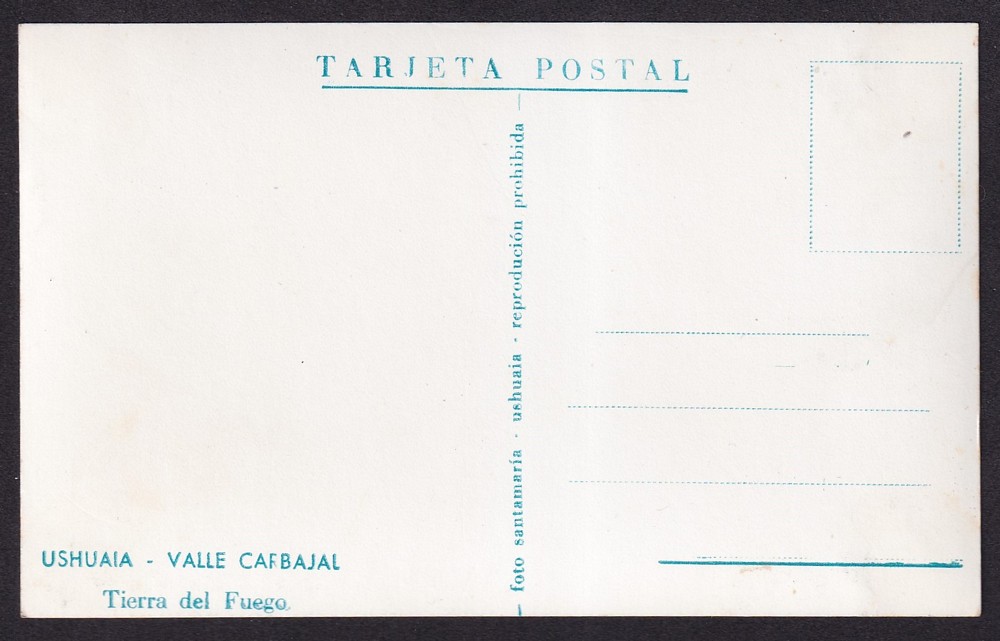 TARJETA POSTAL
— foto santamaría - ushuaia - reprodución prohibida —
USHUAIA - VALLE CARBAJAL
Tierra del Fuego